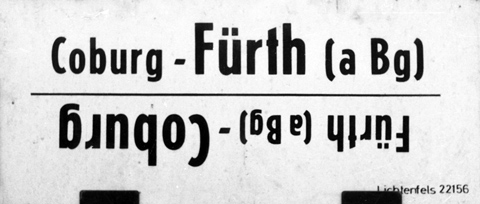 Coburg - Fürth (a Bg)
Fürth (a Bg) - Coburg
Lichtenfels 22156